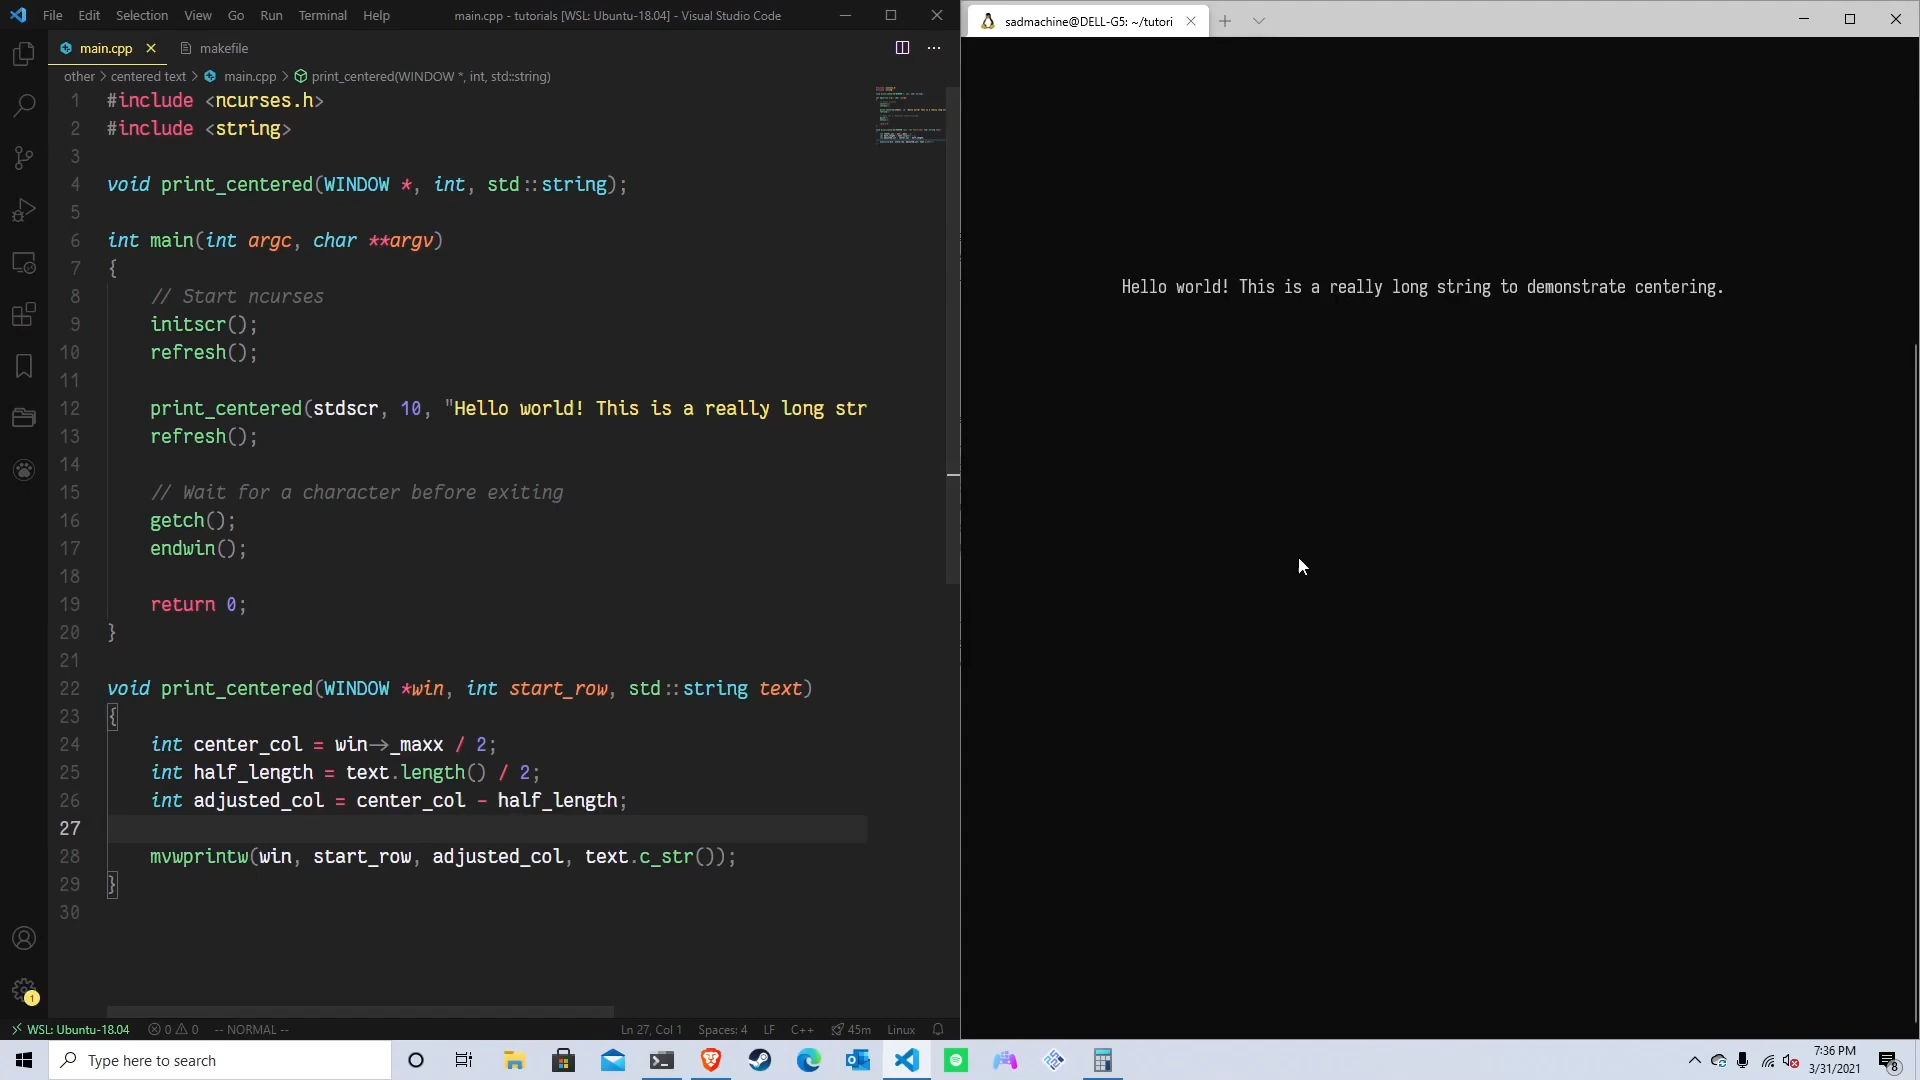 File Edit Selection View Go Run Terminal Help
main.cpp - tutorials [WSL: Ubuntu-18.04] - Visual Studio Code
main.cpp
makefile
other > centered text > main.cpp > print_centered(WINDOW *, int, std::string)
1 #include <ncurses.h>
2 #include <string>
3
4 void print_centered(WINDOW *, int, std::string);
5
6 int main(int argc, char **argv)
7 {
8 // Start ncurses
9 initscr();
10 refresh();
11
12 print_centered(stdscr, 10, "Hello world! This is a really long str
13 refresh();
14
15 // Wait for a character before exiting
16 getch();
17 endwin();
18
19 return 0;
20 }
21
22 void print_centered(WINDOW *win, int start_row, std::string text)
23 {
24 int center_col = win->_maxx / 2;
25 int half_length = text.length() / 2;
26 int adjusted_col = center_col - half_length;
27
28 mvwprintw(win, start_row, adjusted_col, text.c_str());
29 }
30
1
WSL: Ubuntu-18.04 0 0 -- NORMAL -- Ln 27, Col 1 Spaces: 4 LF C++ 45m Linux
sadmachine@DELL-G5: ~/tutori
Hello world! This is a really long string to demonstrate centering.
Type here to search
7:36 PM
3/31/2021
8